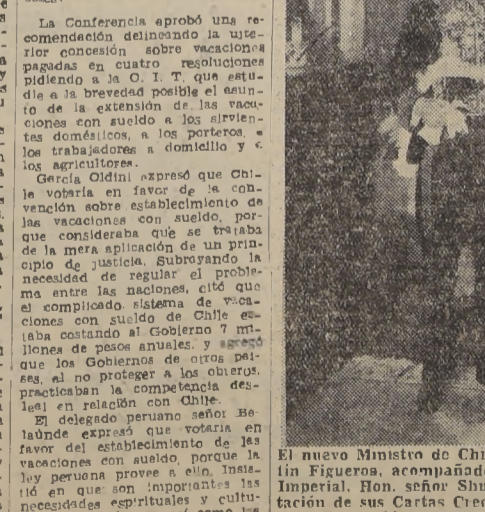 La Conferencia aprobó una re-
comendación delineando la ulte-
rior concesión sobre vacaciones
pagadas en cuatro resoluciones
pidiendo a la O. I. T. que estu-
die a la brevedad posible el asun-
to de la extensión de las vaca-
ciones con sueldo a los sirvien-
tes domésticos, a los porteros, a
los trabajadores a domicilio y a
los agricultores.
García Oldini expresó que Chi-
le votaría en favor de la con-
vención sobre establecimiento de
las vacaciones con sueldo, por-
que consideraba que se trataba
de la mera aplicación de un prin-
cipio de justicia. Subrayando la
necesidad de regular el proble-
ma entre las naciones, citó que
el complicado sistema de vaca-
ciones con sueldo de Chile es-
taba costando al Gobierno 7 mi-
llones de pesos anuales, y agregó
que los Gobiernos de otros paí-
ses, al no proteger a los obreros,
practicaban la competencia des-
leal en relación con Chile.
El delegado peruano señor Be-
laúnde expresó que votaría en
favor del establecimiento de las
vacaciones con sueldo, porque la
ley peruana provee a ello. Insis-
tió en que son importantes las
necesidades espirituales y cultu-
El nuevo Ministro de Chi
lin Figueroa, acompañado
Imperial, Hon. señor Shu
tación de sus Cartas Cred